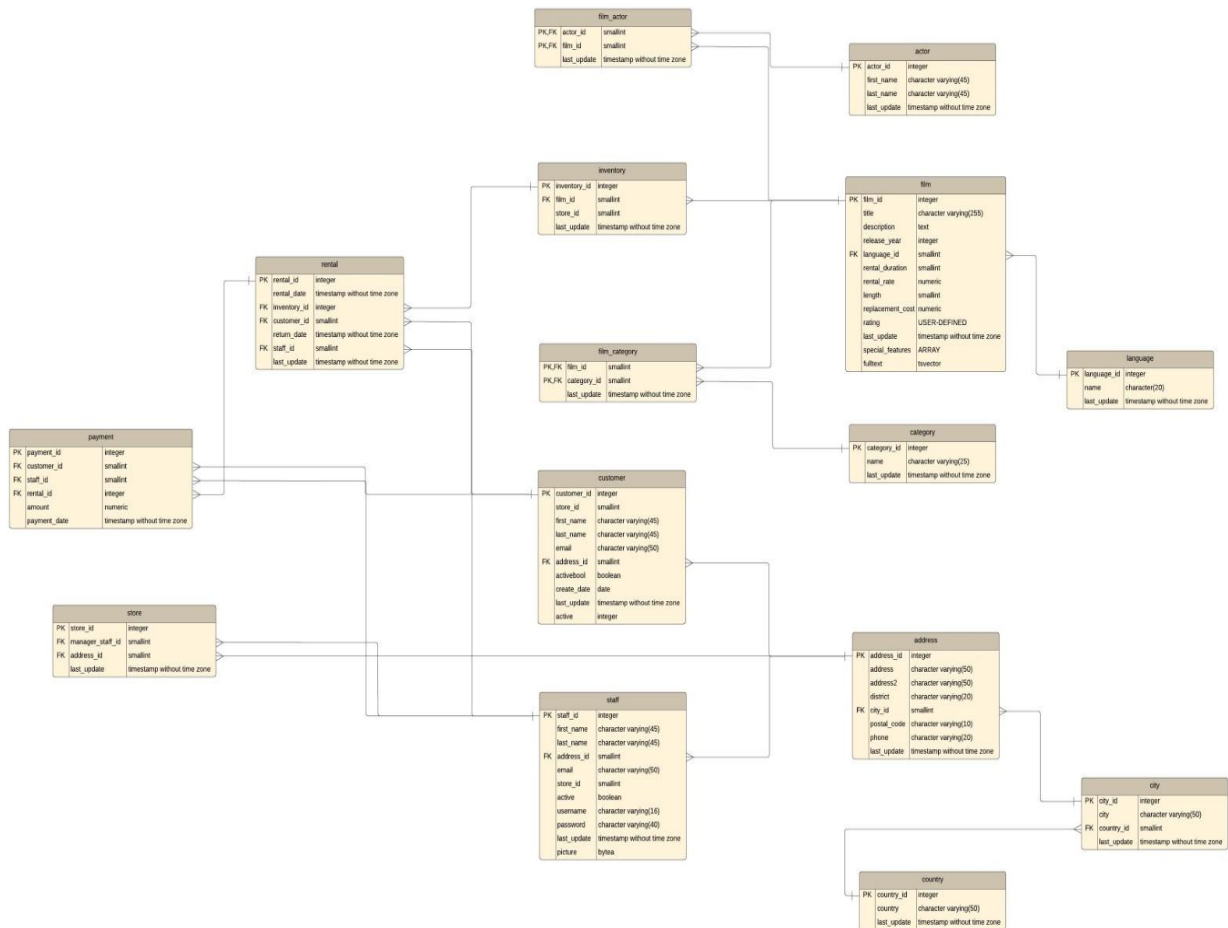 film_actor
PK,FK actor_id smallint
PK,FK film_id smallint
last_update timestamp without time zone
actor
PK actor_id integer
first_name character varying(45)
last_name character varying(45)
last_update timestamp without time zone
inventory
PK inventory_id integer
FK film_id smallint
store_id smallint
last_update timestamp without time zone
film
PK film_id integer
title character varying(255)
description text
release_year integer
FK language_id smallint
rental_duration smallint
rental_rate numeric
length smallint
replacement_cost numeric
rating USER-DEFINED
last_update timestamp without time zone
special_features ARRAY
fulltext tsvector
rental
PK rental_id integer
rental_date timestamp without time zone
FK inventory_id integer
FK customer_id smallint
return_date timestamp without time zone
FK staff_id smallint
last_update timestamp without time zone
film_category
PK,FK film_id smallint
PK,FK category_id smallint
last_update timestamp without time zone
language
PK language_id integer
name character(20)
last_update timestamp without time zone
payment
PK payment_id integer
FK customer_id smallint
FK staff_id smallint
FK rental_id integer
amount numeric
payment_date timestamp without time zone
category
PK category_id integer
name character varying(25)
last_update timestamp without time zone
customer
PK customer_id integer
store_id smallint
first_name character varying(45)
last_name character varying(45)
email character varying(50)
FK address_id smallint
activebool boolean
create_date date
last_update timestamp without time zone
active integer
store
PK store_id integer
FK manager_staff_id smallint
FK address_id smallint
last_update timestamp without time zone
address
PK address_id integer
address character varying(50)
address2 character varying(50)
district character varying(20)
FK city_id smallint
postal_code character varying(10)
phone character varying(20)
last_update timestamp without time zone
staff
PK staff_id integer
first_name character varying(45)
last_name character varying(45)
FK address_id smallint
email character varying(50)
store_id smallint
active boolean
username character varying(16)
password character varying(40)
last_update timestamp without time zone
picture bytea
city
PK city_id integer
city character varying(50)
FK country_id smallint
last_update timestamp without time zone
country
PK country_id integer
country character varying(50)
last_update timestamp without time zone